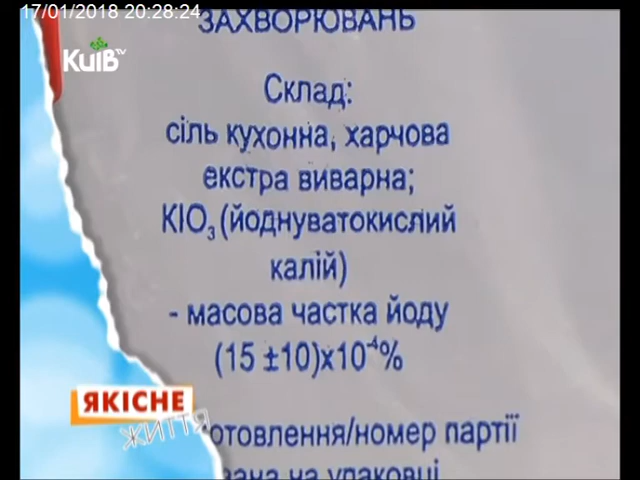 17/01/2018 20:28:24
ЗАХВОРЮВАНЬ
КиїВ TV
Склад:
сіль кухонна, харчова
екстра виварна;
KIO₃ (йоднуватокислий
калій)
- масова частка йоду
(15 ±10)x10⁻⁴%
ЯКІСНЕ
ЖИТТЯ
отовлення/номер партії
вана на упаковці